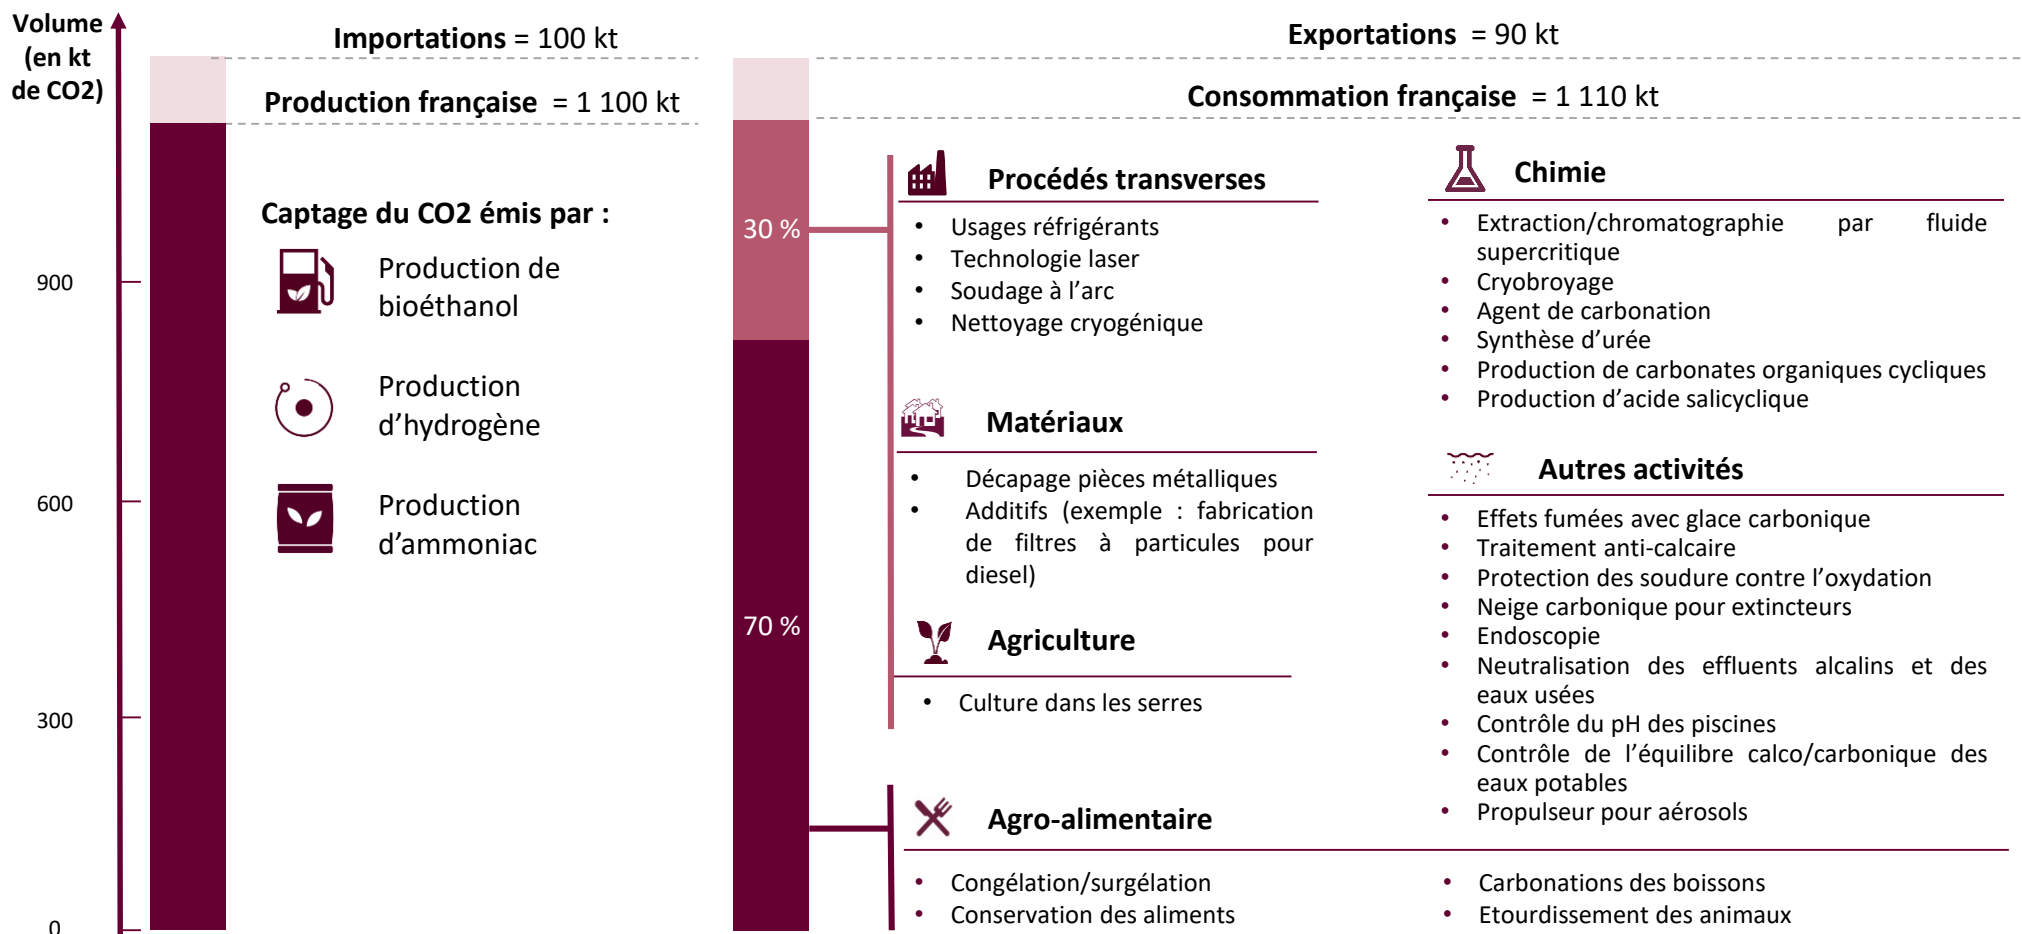 Volume
(en kt
de CO2)
900
600
300
0
Importations = 100 kt
Production française = 1 100 kt
Captage du CO2 émis par :
Production de
bioéthanol
Production
d'hydrogène
Production
d'ammoniac
Exportations = 90 kt
Consommation française = 1 110 kt
30 %
70 %
Procédés transverses
• Usages réfrigérants
• Technologie laser
• Soudage à l'arc
• Nettoyage cryogénique
Matériaux
• Décapage pièces métalliques
• Additifs (exemple : fabrication
de filtres à particules pour
diesel)
Agriculture
• Culture dans les serres
Chimie
• Extraction/chromatographie par fluide
supercritique
• Cryobroyage
• Agent de carbonation
• Synthèse d'urée
• Production de carbonates organiques cycliques
• Production d'acide salicyclique
Autres activités
• Effets fumées avec glace carbonique
• Traitement anti-calcaire
• Protection des soudure contre l'oxydation
• Neige carbonique pour extincteurs
• Endoscopie
• Neutralisation des effluents alcalins et des
eaux usées
• Contrôle du pH des piscines
• Contrôle de l'équilibre calco/carbonique des
eaux potables
• Propulseur pour aérosols
Agro-alimentaire
• Congélation/surgélation
• Conservation des aliments
• Carbonations des boissons
• Etourdissement des animaux